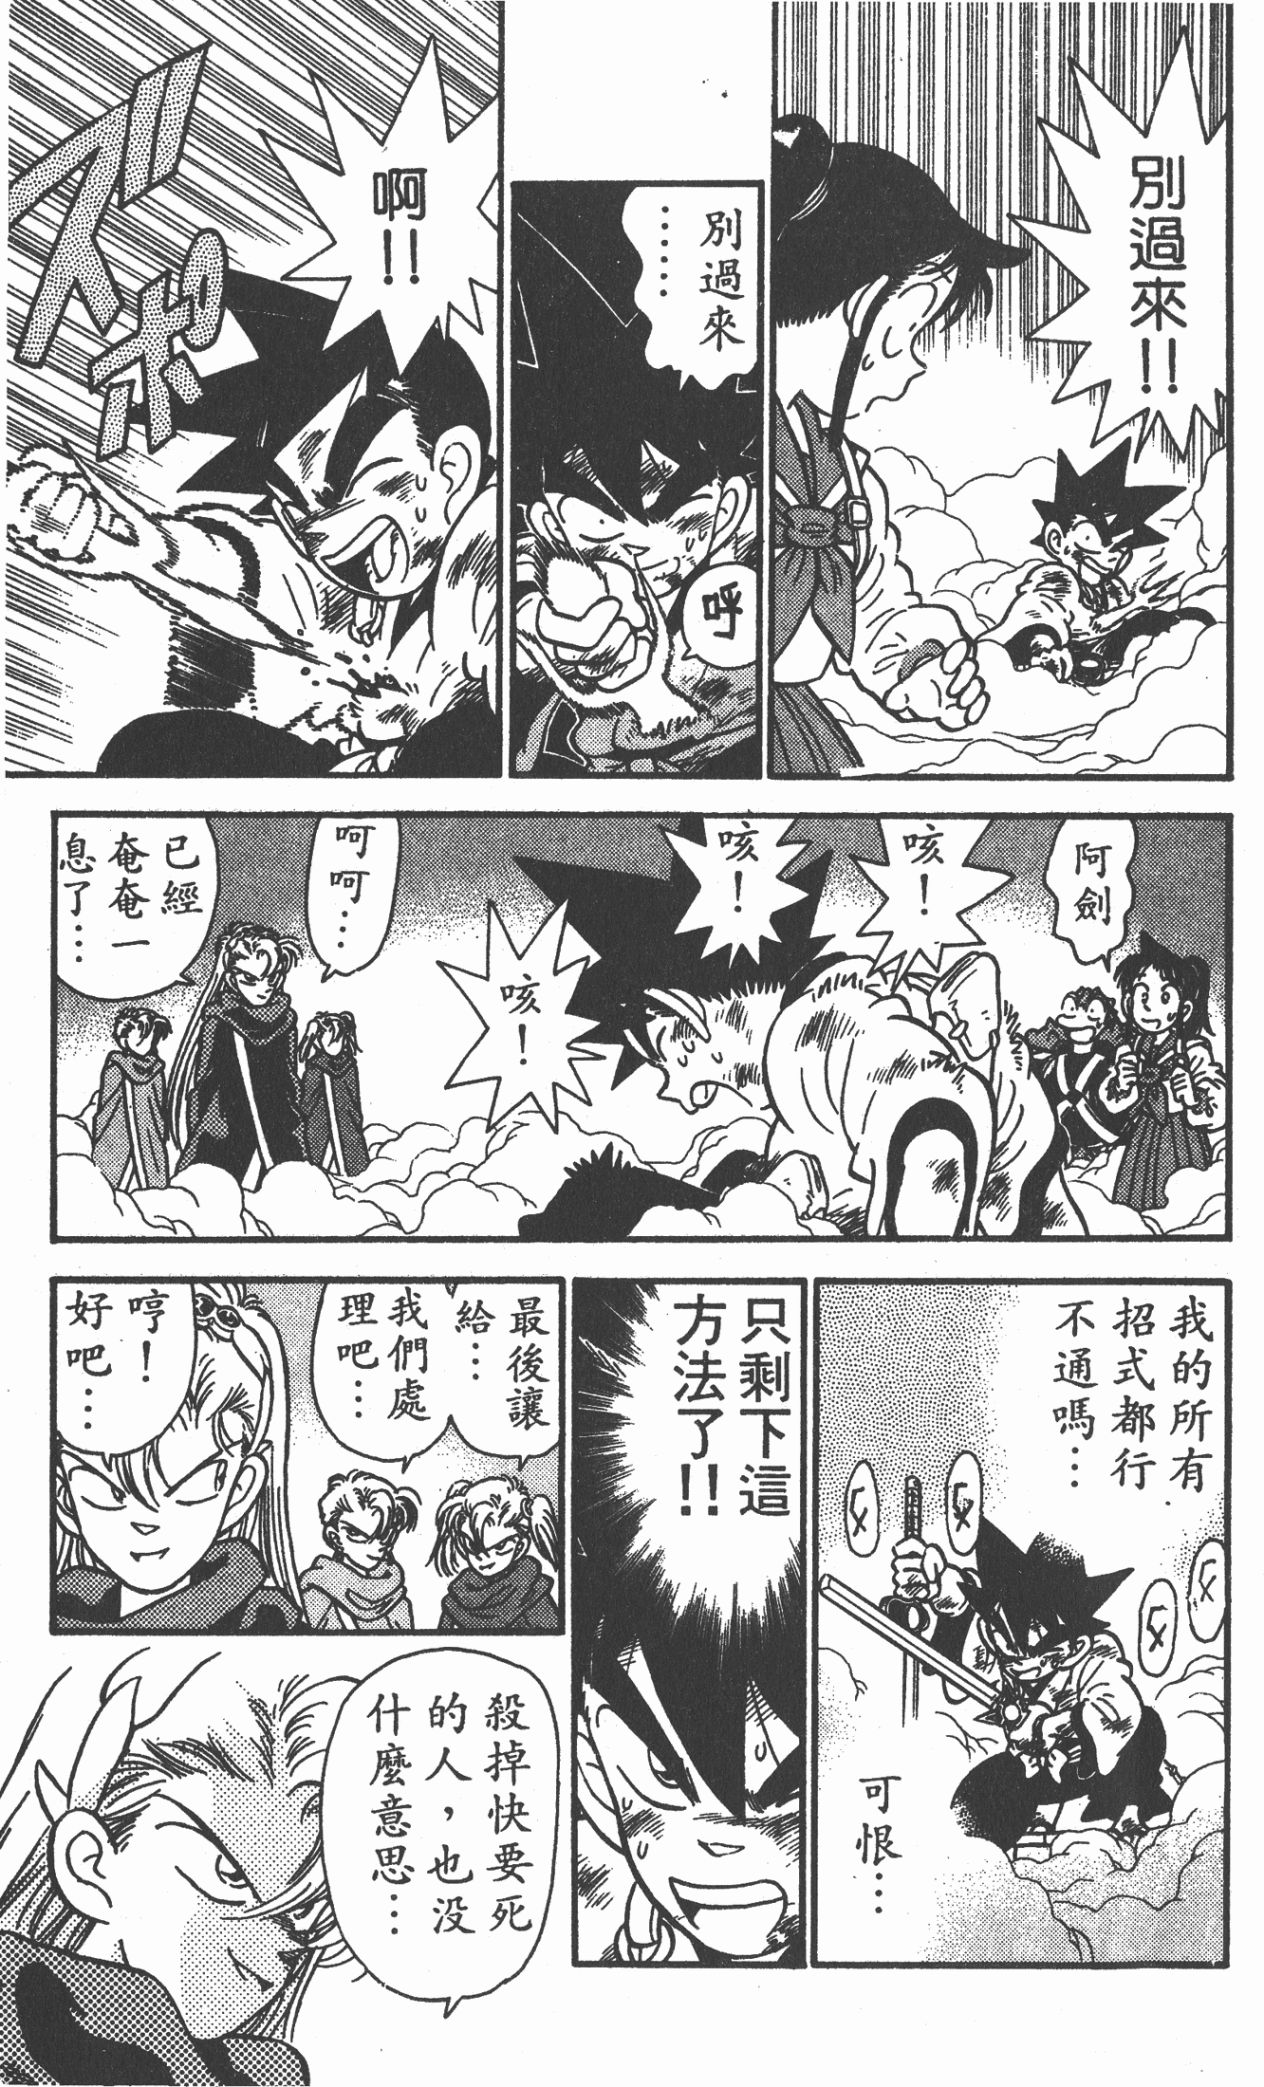 別過來!!
別過來
……
呼
啊!!
ズボ
阿劍
咳!
咳!
咳!
呵呵…
已經
奄奄一
息了…
我的所有
招式都行
不通嗎…
可恨…
只剩下這
方法了!!
最後讓
給…
我們處
理吧…
哼!
好吧…
殺掉快要死
的人，也没
什麼意思…